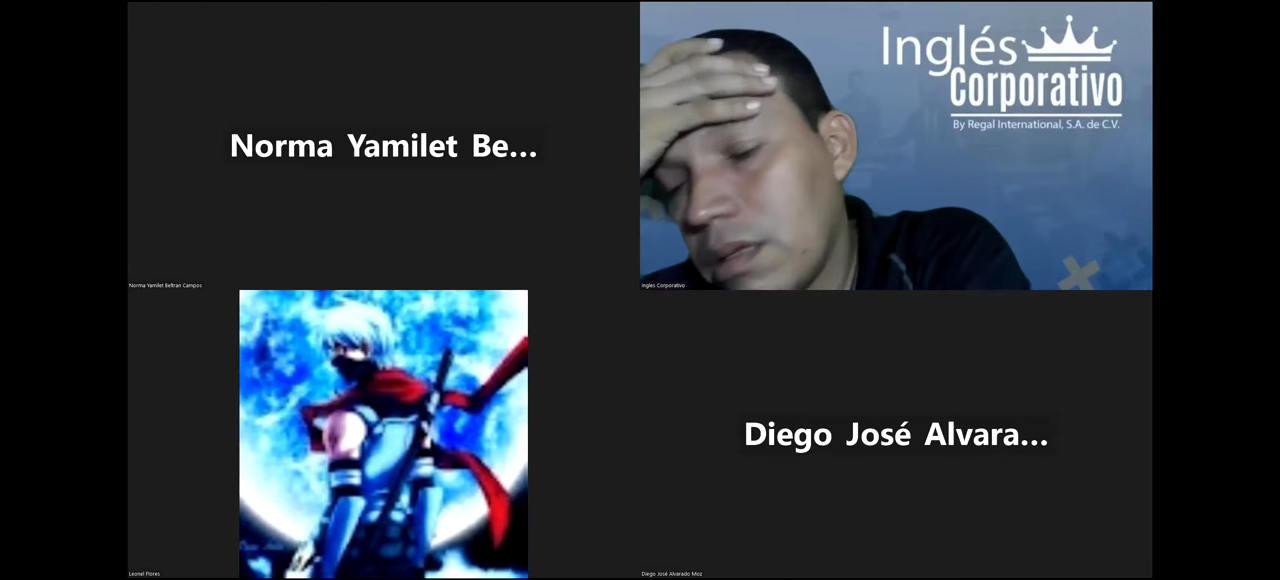 Norma Yamilet Be...
Norma Yamilet Beltran Campos
Inglés
Corporativo
By Regal International, S.A. de C.V.
Ingles Corporativo
Leonel Flores
Diego José Alvara...
Diego José Alvarado Moz